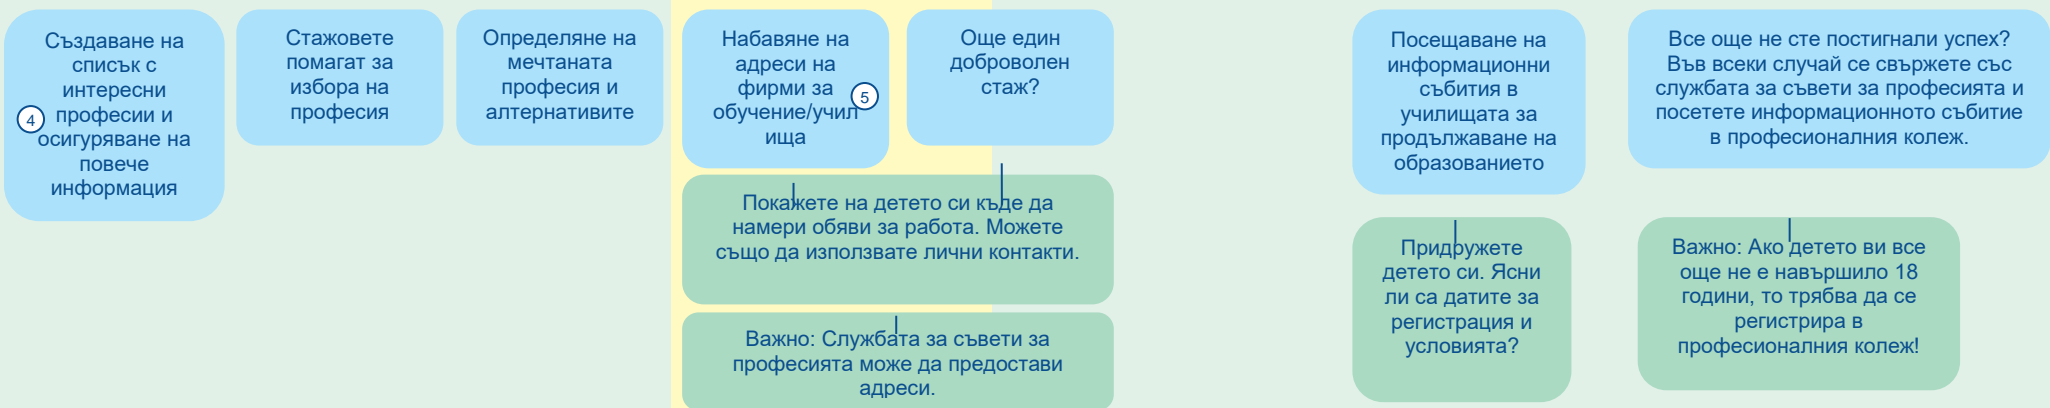 Създаване на
списък с
интересни
професии и
4
осигуряване на
повече
информация
Стажовете
помагат за
избора на
професия
Определяне на
мечтаната
професия и
алтернативите
Набавяне на
адреси на
фирми за
5
обучение/учил
ища
Още един
доброволен
стаж?
Покажете на детето си къде да
намери обяви за работа. Можете
също да използвате лични контакти.
Важно: Службата за съвети за
професията може да предостави
адреси.
Посещаване на
информационни
събития в
училищата за
продължаване на
образованието
Придружете
детето си. Ясни
ли са датите за
регистрация и
условията?
Все още не сте постигнали успех?
Във всеки случай се свържете със
службата за съвети за професията и
посетете информационното събитие
в професионалния колеж.
Важно: Ако детето ви все
още не е навършило 18
години, то трябва да се
регистрира в
професионалния колеж!